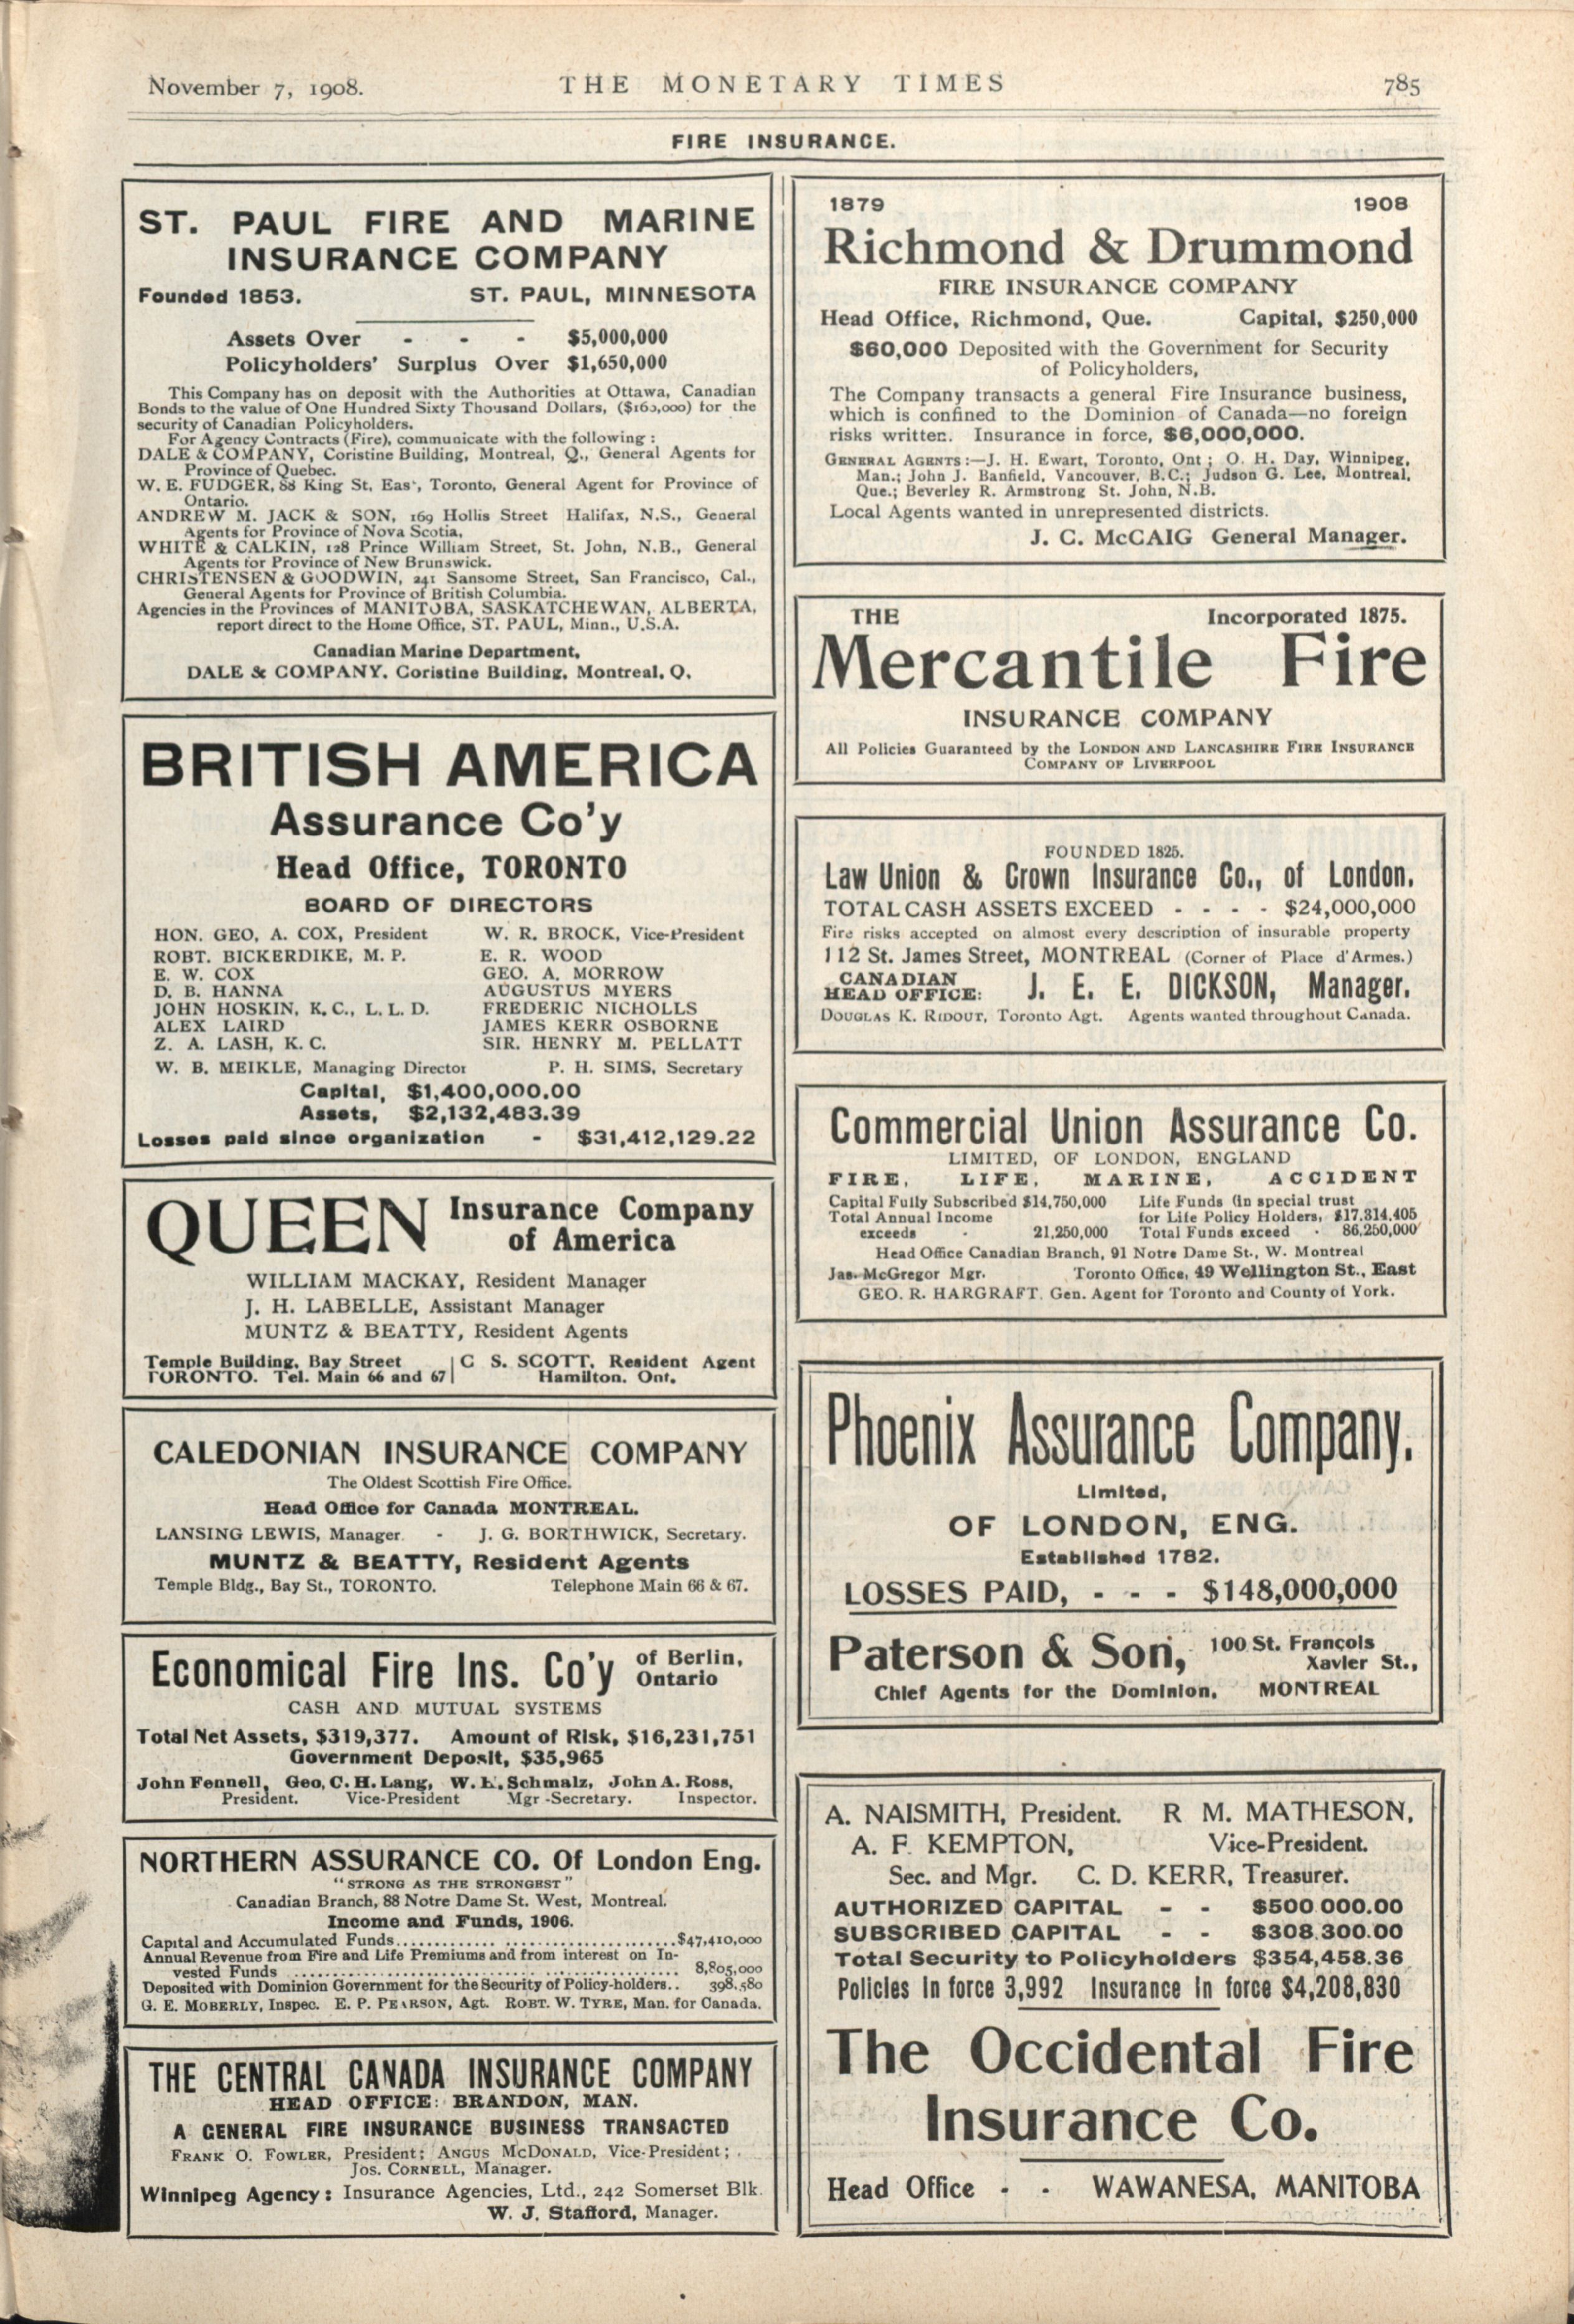 November 7, 1908.
THE MONETARY TIMES
785
FIRE INSURANCE.
ST. PAUL FIRE AND MARINE
INSURANCE COMPANY
Founded 1853. ST. PAUL, MINNESOTA
Assets Over - - - $5,000,000
Policyholders' Surplus Over $1,650,000
This Company has on deposit with the Authorities at Ottawa, Canadian
Bonds to the value of One Hundred Sixty Thousand Dollars, ($160,000) for the
security of Canadian Policyholders.
For Agency Contracts (Fire), communicate with the following :
DALE & COMPANY, Coristine Building, Montreal, Q., General Agents for
Province of Quebec.
W. E. FUDGER, 88 King St, East, Toronto, General Agent for Province of
Ontario.
ANDREW M. JACK & SON, 169 Hollis Street Halifax, N.S., General
Agents for Province of Nova Scotia,
WHITE & CALKIN, 128 Prince William Street, St. John, N.B., General
Agents for Province of New Brunswick.
CHRISTENSEN & GOODWIN, 241 Sansome Street, San Francisco, Cal.,
General Agents for Province of British Columbia.
Agencies in the Provinces of MANITOBA, SASKATCHEWAN, ALBERTA,
report direct to the Home Office, ST. PAUL, Minn., U.S.A.
Canadian Marine Department,
DALE & COMPANY. Coristine Building, Montreal, Q.
BRITISH AMERICA
Assurance Co'y
Head Office, TORONTO
BOARD OF DIRECTORS
HON. GEO, A. COX, President W. R. BROCK, Vice-President
ROBT. BICKERDIKE, M. P. E. R. WOOD
E. W. COX GEO. A. MORROW
D. B. HANNA AUGUSTUS MYERS
JOHN HOSKIN, K. C., L. L. D. FREDERIC NICHOLLS
ALEX LAIRD JAMES KERR OSBORNE
Z. A. LASH, K. C. SIR. HENRY M. PELLATT
W. B. MEIKLE, Managing Director P. H. SIMS, Secretary
Capital, $1,400,000.00
Assets, $2,132,483.39
Losses paid since organization - $31,412,129.22
QUEEN Insurance Company
of America
WILLIAM MACKAY, Resident Manager
J. H. LABELLE, Assistant Manager
MUNTZ & BEATTY, Resident Agents
Temple Building, Bay Street C S. SCOTT, Resident Agent
TORONTO. Tel. Main 66 and 67 Hamilton. Ont.
CALEDONIAN INSURANCE COMPANY
The Oldest Scottish Fire Office.
Head Office for Canada MONTREAL.
LANSING LEWIS, Manager. - J. G. BORTHWICK, Secretary.
MUNTZ & BEATTY, Resident Agents
Temple Bldg., Bay St., TORONTO. Telephone Main 66 & 67.
Economical Fire Ins. Co'y of Berlin,
Ontario
CASH AND MUTUAL SYSTEMS
Total Net Assets, $319,377. Amount of Risk, $16,231,751
Government Deposit, $35,965
John Fennell, Geo. C. H. Lang, W. H. Schmalz, John A. Ross,
President. Vice-President Mgr -Secretary. Inspector.
NORTHERN ASSURANCE CO. Of London Eng.
"STRONG AS THE STRONGEST"
Canadian Branch, 88 Notre Dame St. West, Montreal.
Income and Funds, 1906.
Capital and Accumulated Funds..............................$47,410,000
Annual Revenue from Fire and Life Premiums and from interest on In-
vested Funds .............................. 8,805,000
Deposited with Dominion Government for the Security of Policy-holders.. 398,580
G. E. MOBERLY, Inspec. E. P. PEARSON, Agt. ROBT. W. TYRE, Man. for Canada.
THE CENTRAL CANADA INSURANCE COMPANY
HEAD OFFICE: BRANDON, MAN.
A GENERAL FIRE INSURANCE BUSINESS TRANSACTED
FRANK O. FOWLER, President; ANGUS MCDONALD, Vice-President;
Jos. CORNELL, Manager.
Winnipeg Agency: Insurance Agencies, Ltd., 242 Somerset Blk.
W. J. Stafford, Manager.
1879 1908
Richmond & Drummond
FIRE INSURANCE COMPANY
Head Office, Richmond, Que. Capital, $250,000
$60,000 Deposited with the Government for Security
of Policyholders,
The Company transacts a general Fire Insurance business,
which is confined to the Dominion of Canada—no foreign
risks written. Insurance in force, $6,000,000.
GENERAL AGENTS:—J. H. Ewart, Toronto, Ont ; O. H. Day, Winnipeg,
Man.; John J. Banfield, Vancouver, B.C.; Judson G. Lee, Montreal,
Que.; Beverley R. Armstrong St. John, N.B.
Local Agents wanted in unrepresented districts.
J. C. McCAIG General Manager.
THE Incorporated 1875.
Mercantile Fire
INSURANCE COMPANY
All Policies Guaranteed by the LONDON AND LANCASHIRE FIRE INSURANCE
COMPANY OF LIVERPOOL
FOUNDED 1825.
Law Union & Crown Insurance Co., of London.
TOTAL CASH ASSETS EXCEED - - - - $24,000,000
Fire risks accepted on almost every description of insurable property
112 St. James Street, MONTREAL (Corner of Place d'Armes.)
CANADIAN
HEAD OFFICE: J. E. E. DICKSON, Manager.
DOUGLAS K. RIDOUT, Toronto Agt. Agents wanted throughout Canada.
Commercial Union Assurance Co.
LIMITED, OF LONDON, ENGLAND
FIRE, LIFE, MARINE, ACCIDENT
Capital Fully Subscribed $14,750,000 Life Funds (in special trust
Total Annual Income for Life Policy Holders, $17,314,405
exceeds - 21,250,000 Total Funds exceed - 86,250,000
Head Office Canadian Branch, 91 Notre Dame St., W. Montreal
Jas. McGregor Mgr. Toronto Office, 49 Wellington St., East
GEO. R. HARGRAFT. Gen. Agent for Toronto and County of York.
Phoenix Assurance Company.
Limited,
OF LONDON, ENG.
Established 1782.
LOSSES PAID, - - - $148,000,000
Paterson & Son, 100 St. Francois
Xavier St.,
Chief Agents for the Dominion, MONTREAL
A. NAISMITH, President. R M. MATHESON,
A. F. KEMPTON, Vice-President.
Sec. and Mgr. C. D. KERR, Treasurer.
AUTHORIZED CAPITAL - - $500.000.00
SUBSCRIBED CAPITAL - - $308.300.00
Total Security to Policyholders $354,458.36
Policies in force 3,992 Insurance in force $4,208,830
The Occidental Fire
Insurance Co.
Head Office - - WAWANESA, MANITOBA